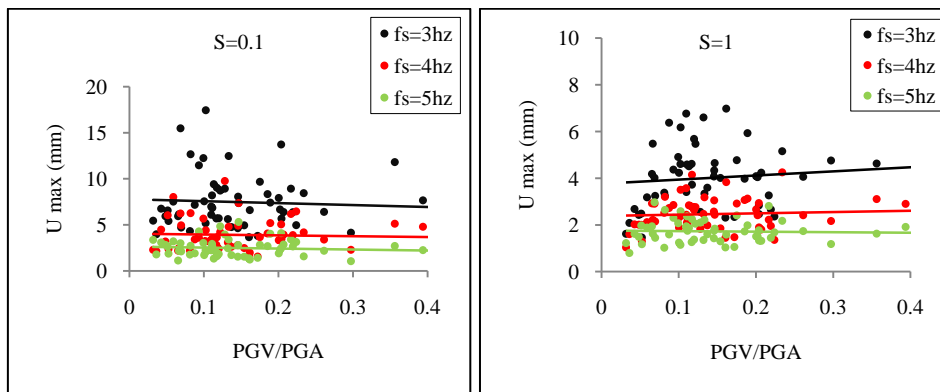 S=0.1
fs=3hz
fs=4hz
fs=5hz
20
15
10
5
0
U max (mm)
0 0.1 0.2 0.3 0.4
PGV/PGA
S=1
fs=3hz
fs=4hz
fs=5hz
10
8
6
4
2
0
U max (mm)
0 0.1 0.2 0.3 0.4
PGV/PGA